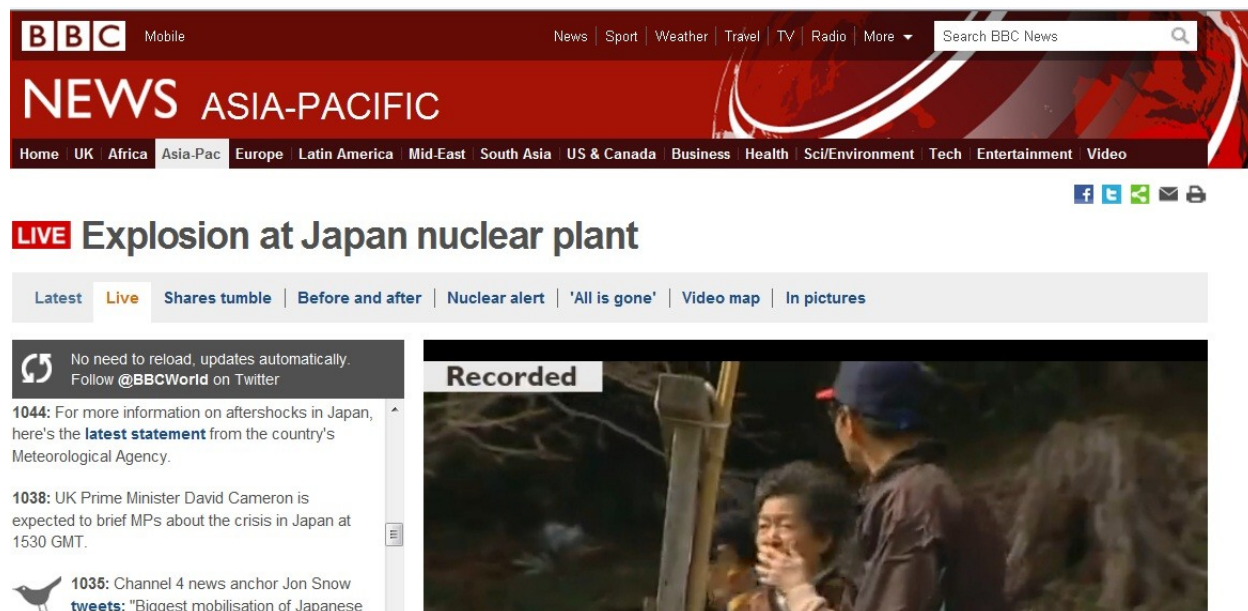 BBC Mobile News Sport Weather Travel TV Radio More Search BBC News
NEWS ASIA-PACIFIC
Home UK Africa Asia-Pac Europe Latin America Mid-East South Asia US & Canada Business Health Sci/Environment Tech Entertainment Video
LIVE Explosion at Japan nuclear plant
Latest Live Shares tumble Before and after Nuclear alert 'All is gone' Video map In pictures
No need to reload, updates automatically.
Follow @BBCWorld on Twitter
1044: For more information on aftershocks in Japan,
here's the latest statement from the country's
Meteorological Agency.
1038: UK Prime Minister David Cameron is
expected to brief MPs about the crisis in Japan at
1530 GMT.
1035: Channel 4 news anchor Jon Snow
tweets: "Biggest mobilisation of Japanese
Recorded